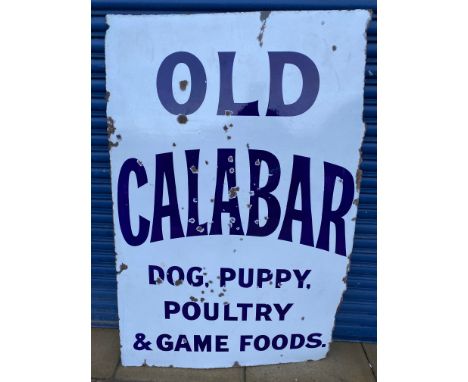 OLD
CALABAR
DOG, PUPPY,
POULTRY
& GAME FOODS.